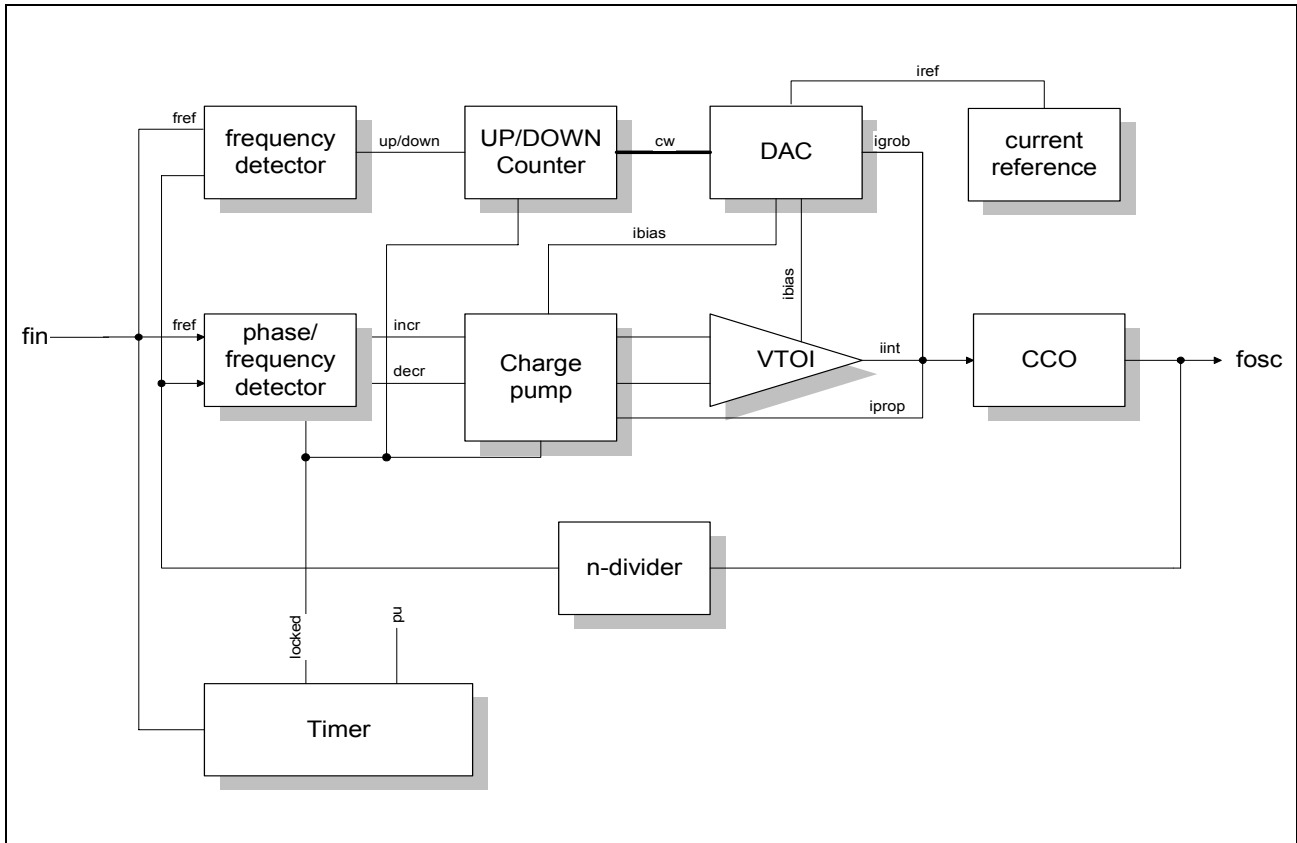 iref
fref
frequency
detector
up/down
UP/DOWN
Counter
cw
DAC
igrob
current
reference
ibias
ibias
fin
fref
phase/
frequency
detector
incr
decr
Charge
pump
VTOI
iint
iprop
CCO
fosc
n-divider
locked
pu
Timer